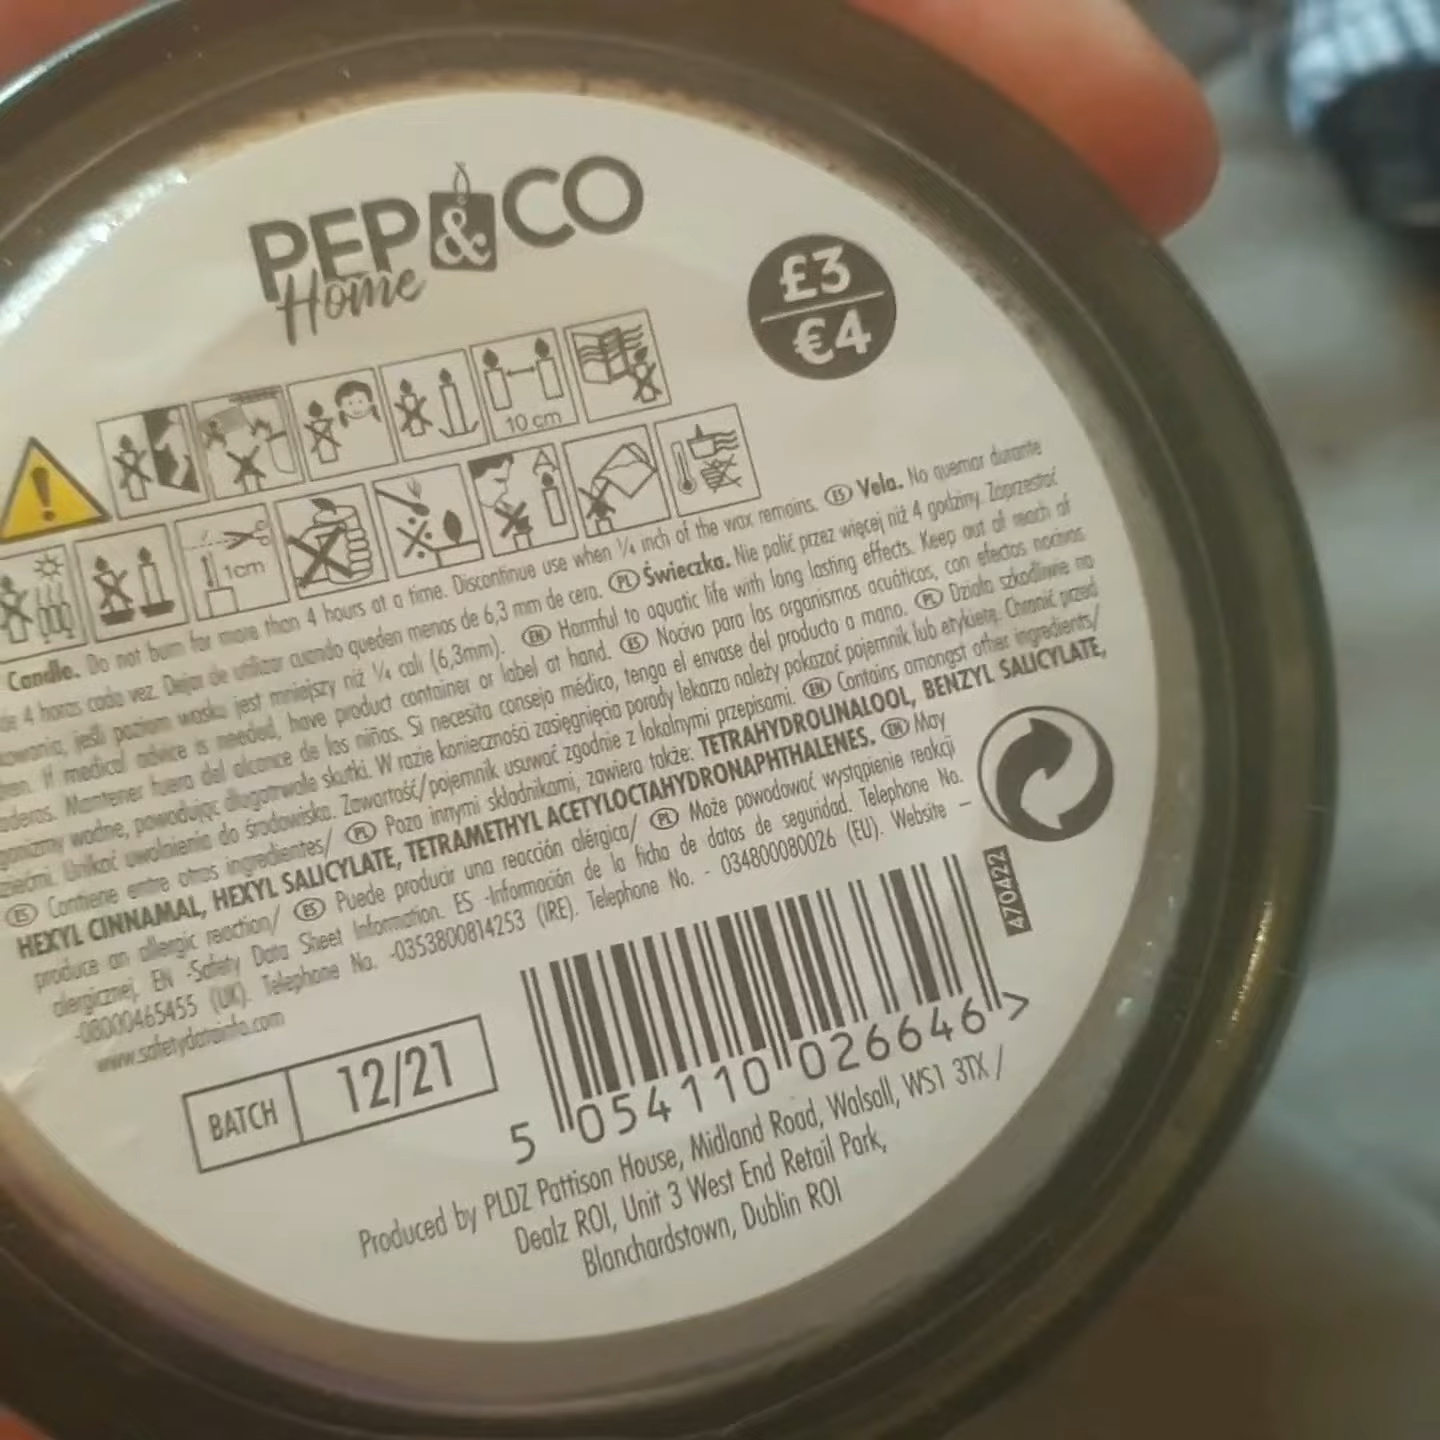 PEP&CO
Home
£3
€4
10 cm
1cm
Candle. Do not burn for more than 4 hours at a time. Discontinue use when ¼ inch of the wax remains. ES Vela. No quemar durante
de 4 horas cada vez. Dejar de utilizar cuando queden menos de 6,3 mm de cera. PL Świeczka. Nie palić przez więcej niż 4 godziny. Zaprzestać
jeśli poziom wosku jest mniejszy niż ¼ cali (6,3mm). EN Harmful to aquatic life with long lasting effects. Keep out of reach of
If medical advice is needed, have product container or label at hand. ES Nocivo para los organismos acuáticos, con efectos nocivos
Mantener fuera del alcance de los niños. Si necesita consejo médico, tenga el envase del producto a mano. PL Działa szkodliwie na
wodne, powodując długotrwałe skutki. W razie konieczności zasięgnięcia porady lekarza należy pokazać pojemnik lub etykietę. Chronić przed
Unikać uwolnienia do środowiska. Zawartość/pojemnik usuwać zgodnie z lokalnymi przepisami. EN Contains amongst other ingredients/
ES Contiene entre otros ingredientes/ PL Poza innymi składnikami, zawiera także: TETRAHYDROLINALOOL, BENZYL SALICYLATE,
HEXYL CINNAMAL, HEXYL SALICYLATE, TETRAMETHYL ACETYLOCTAHYDRONAPHTHALENES. EN May
produce an allergic reaction/ ES Puede producir una reacción alérgica/ PL Może powodować wystąpienie reakcji
alergicznej. EN -Safety Data Sheet Information. ES -Información de la ficha de datos de seguridad. Telephone No.
-08000465455 (UK). Telephone No. -0353800814253 (IRE). Telephone No. - 034800080026 (EU). Website –
www.safetydatainfo.com
470422
BATCH 12/21
5 054110 026646 >
Produced by PLDZ Pattison House, Midland Road, Walsall, WS1 3TX /
Dealz ROI, Unit 3 West End Retail Park,
Blanchardstown, Dublin ROI